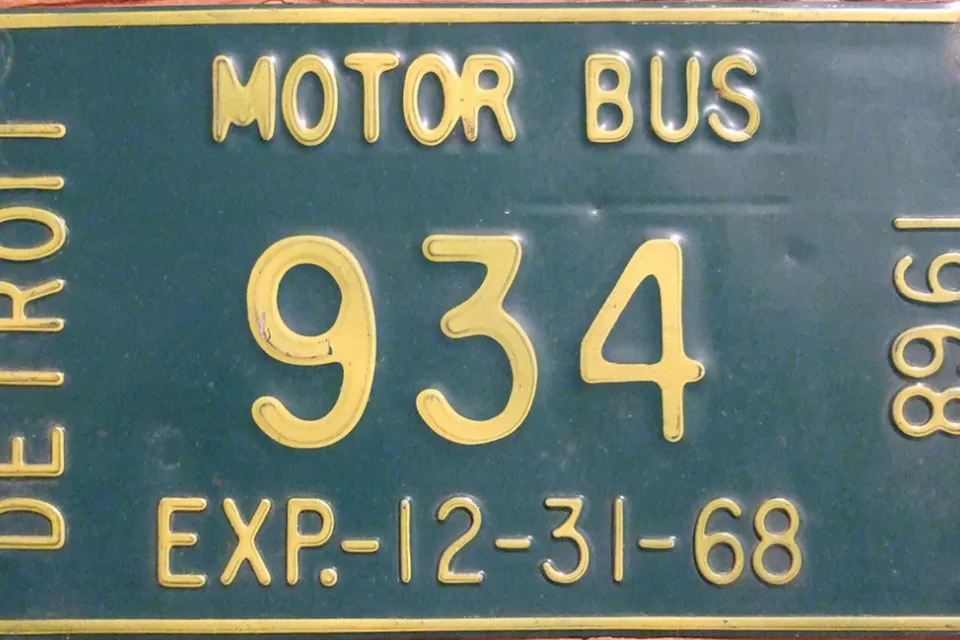 MOTOR BUS
DETROIT
934
1968
EXP.-12-31-68